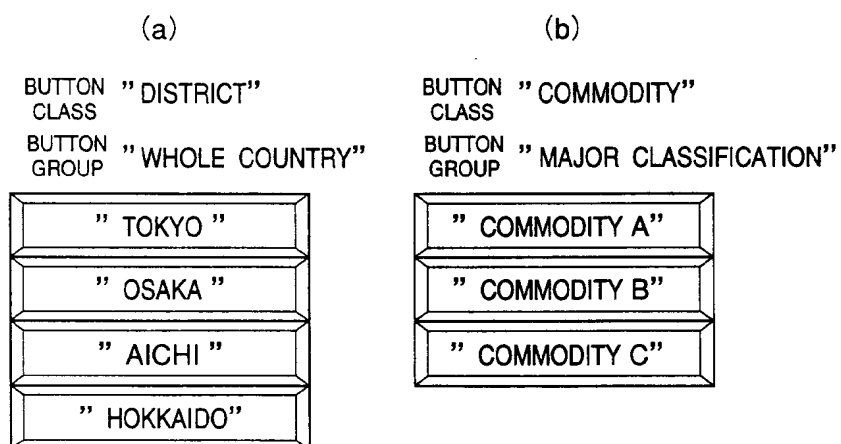 (a)
BUTTON CLASS "DISTRICT"
BUTTON GROUP "WHOLE COUNTRY"
" TOKYO "
" OSAKA "
" AICHI "
" HOKKAIDO"
(b)
BUTTON CLASS "COMMODITY"
BUTTON GROUP "MAJOR CLASSIFICATION"
" COMMODITY A"
" COMMODITY B"
" COMMODITY C"